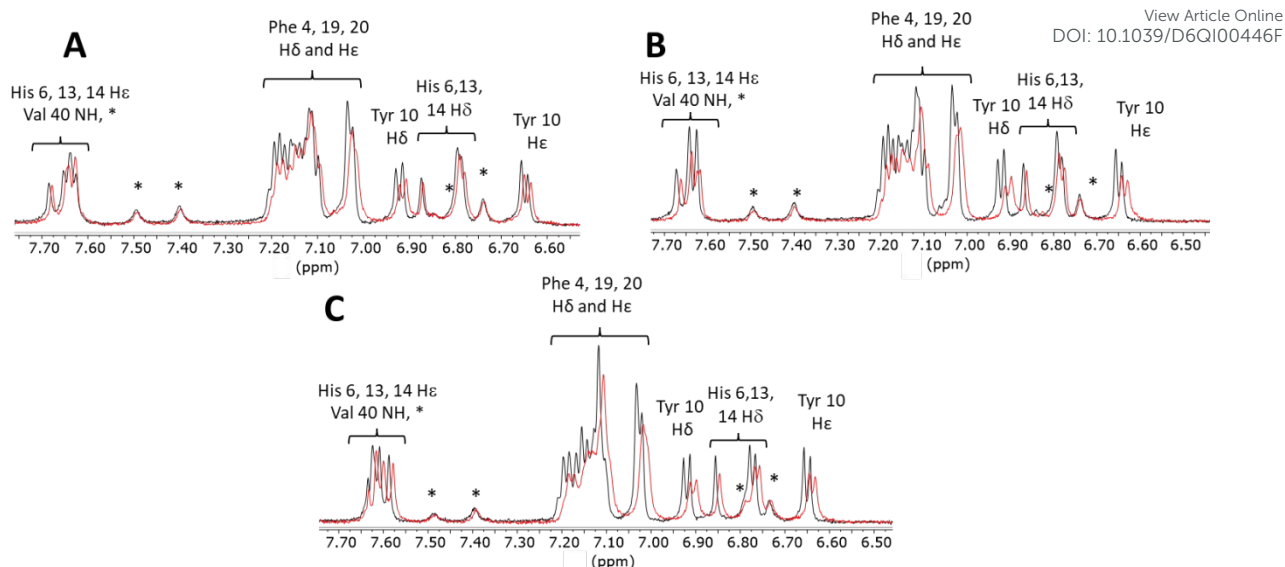 View Article Online
DOI: 10.1039/D6QI00446F
A
Phe 4, 19, 20
Hδ and Hε
His 6, 13, 14 Hε
Val 40 NH, *
*
*
Tyr 10
Hδ
His 6,13,
14 Hδ
*
*
Tyr 10
Hε
7.70 7.60 7.50 7.40 7.30 7.20 7.10 7.00 6.90 6.80 6.70 6.60
(ppm)
B
Phe 4, 19, 20
Hδ and Hε
His 6, 13, 14 Hε
Val 40 NH, *
*
*
Tyr 10
Hδ
His 6,13,
14 Hδ
*
*
Tyr 10
Hε
7.70 7.60 7.50 7.40 7.30 7.20 7.10 7.00 6.90 6.80 6.70 6.60 6.50
(ppm)
C
Phe 4, 19, 20
Hδ and Hε
His 6, 13, 14 Hε
Val 40 NH, *
*
*
Tyr 10
Hδ
His 6,13,
14 Hδ
*
*
Tyr 10
Hε
7.70 7.60 7.50 7.40 7.30 7.20 7.10 7.00 6.90 6.80 6.70 6.60 6.50
(ppm)